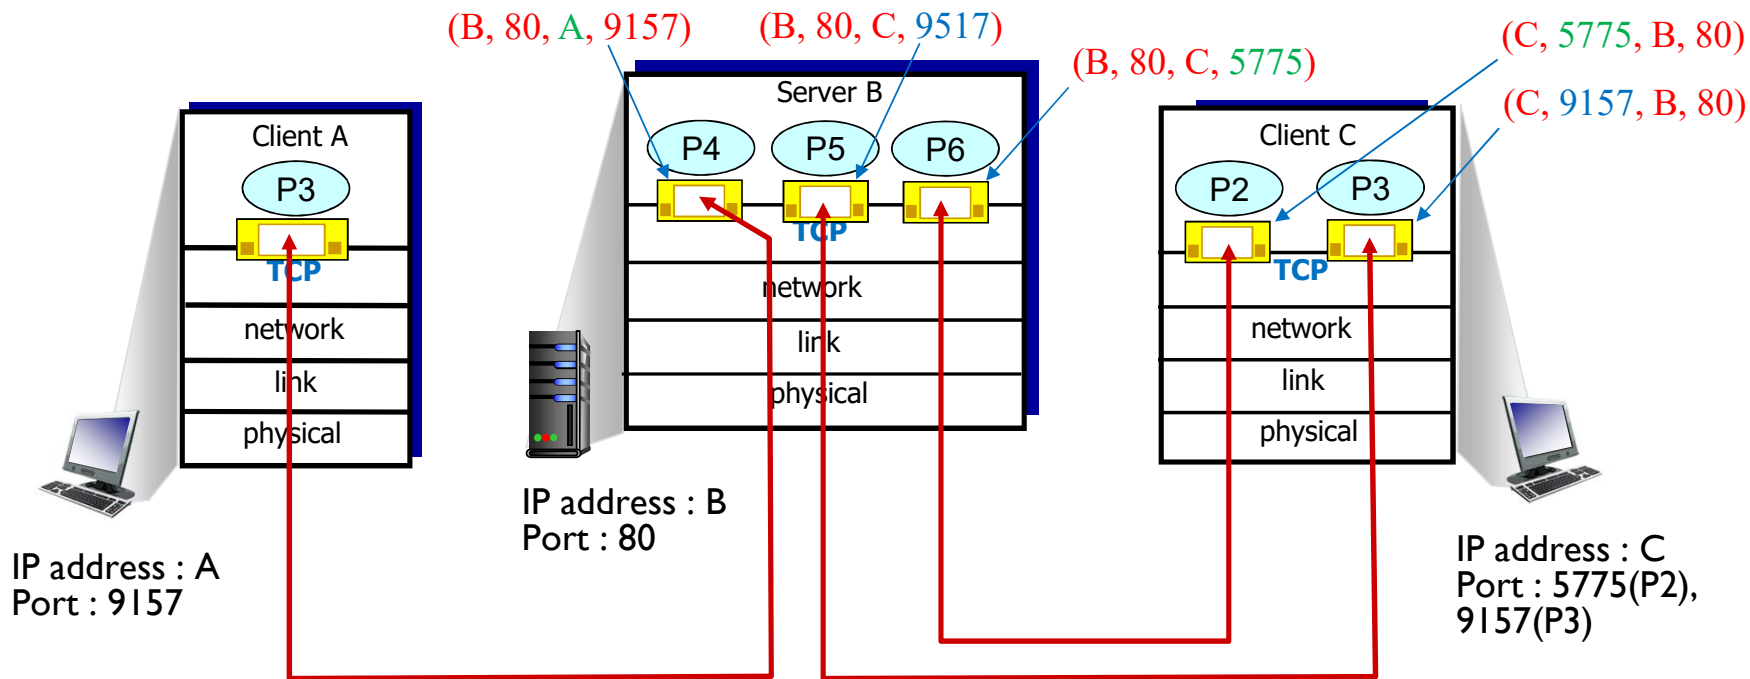 (B, 80, A, 9157)
(B, 80, C, 9517)
(B, 80, C, 5775)
(C, 5775, B, 80)
(C, 9157, B, 80)
Client A
P3
TCP
network
link
physical
IP address : A
Port : 9157
Server B
P4
P5
P6
TCP
network
link
physical
IP address : B
Port : 80
Client C
P2
P3
TCP
network
link
physical
IP address : C
Port : 5775(P2),
9157(P3)